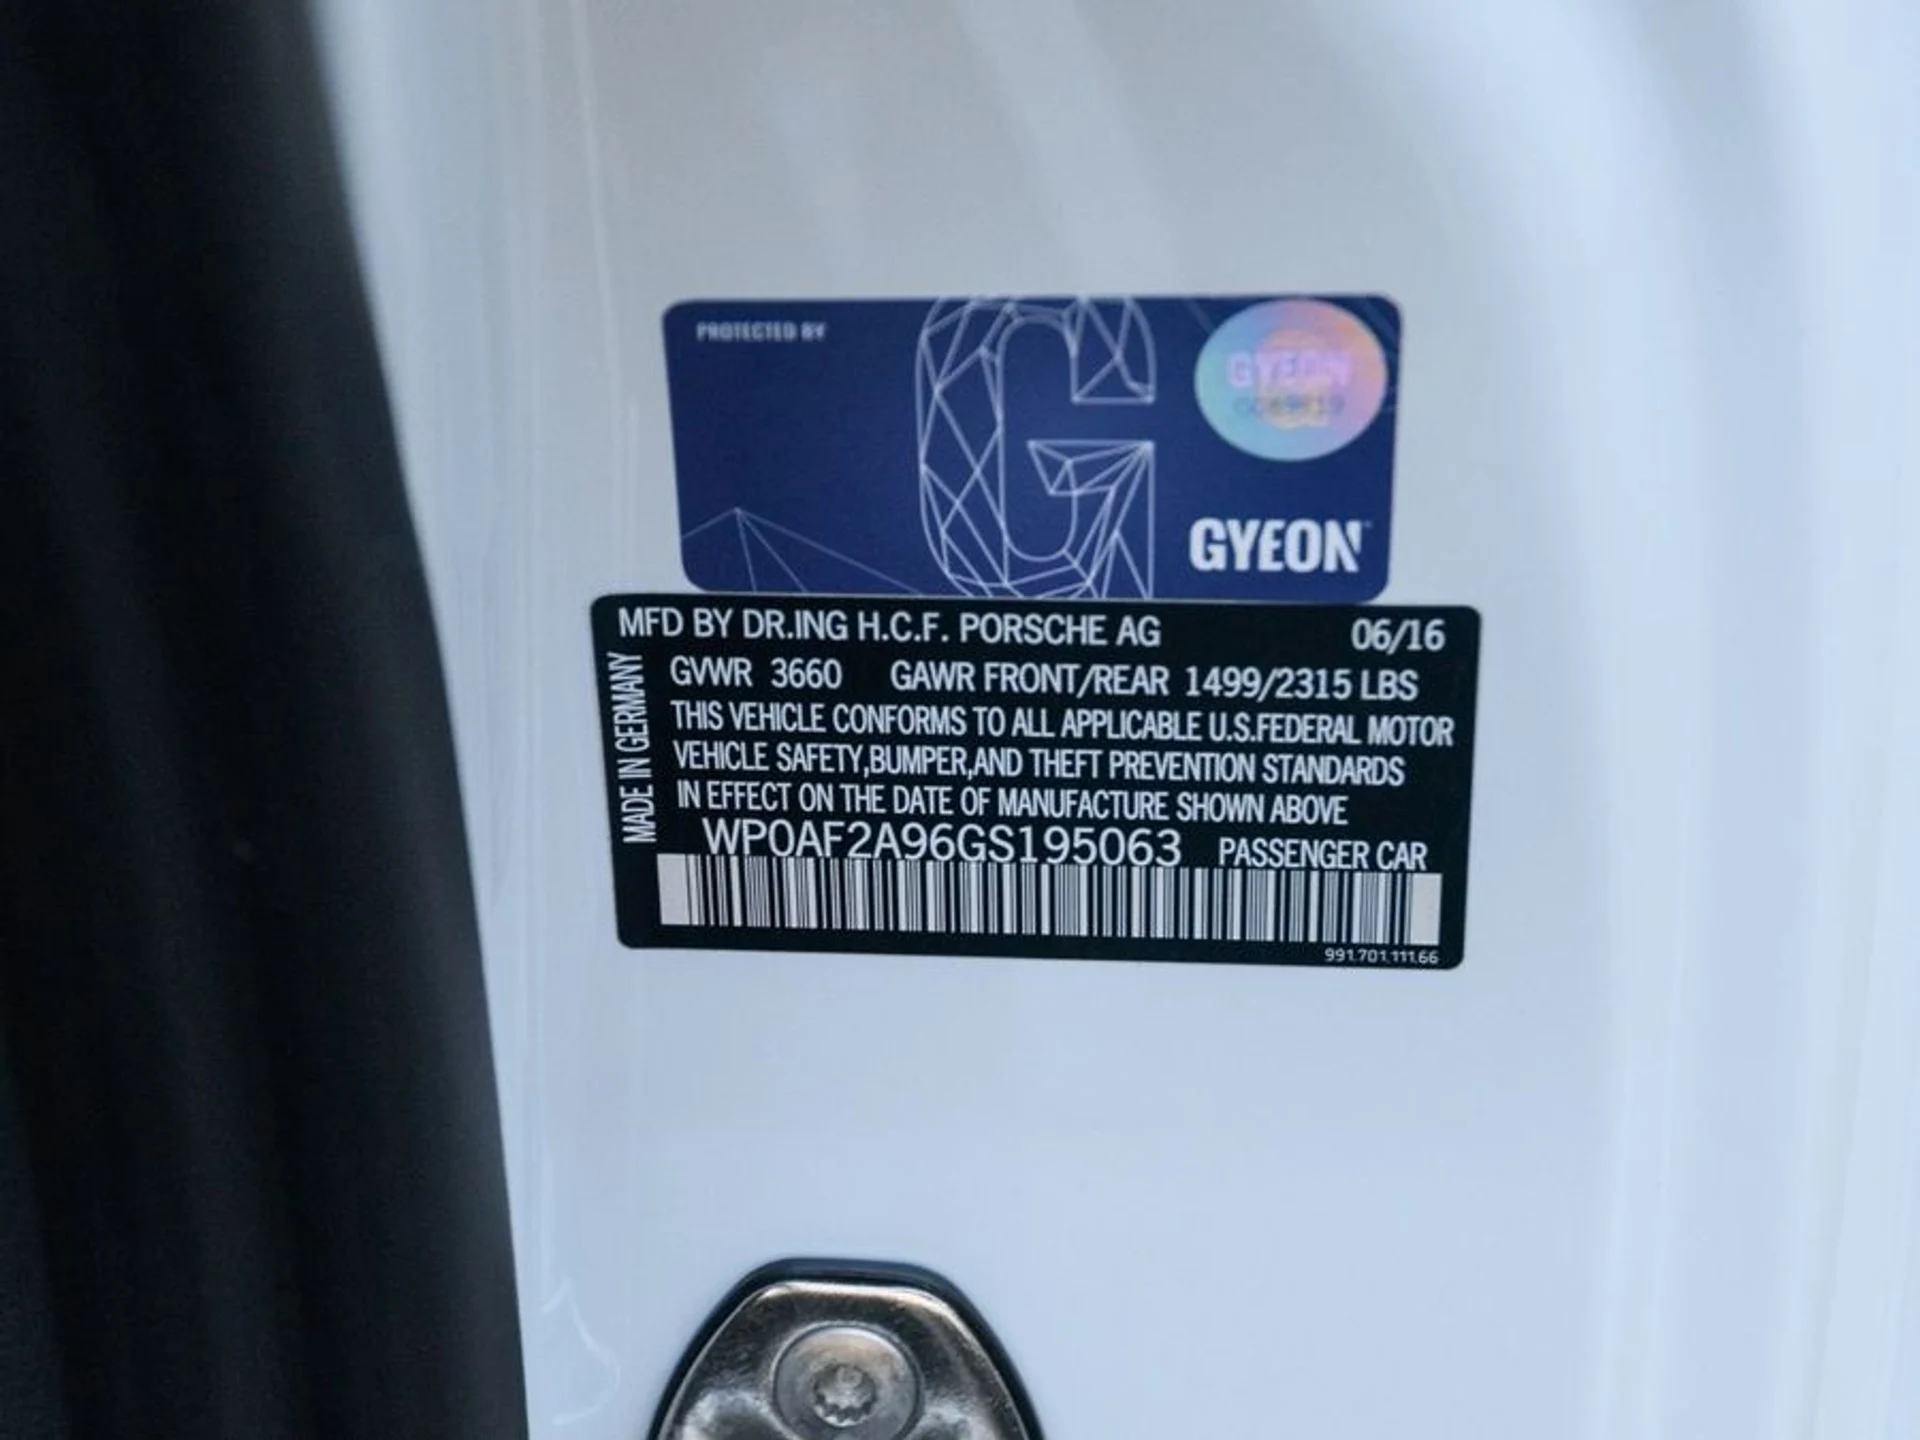 PROTECTED BY
GYEON
GYEON
MFD BY DR.ING H.C.F. PORSCHE AG 06/16
GVWR 3660 GAWR FRONT/REAR 1499/2315 LBS
THIS VEHICLE CONFORMS TO ALL APPLICABLE U.S.FEDERAL MOTOR
VEHICLE SAFETY,BUMPER,AND THEFT PREVENTION STANDARDS
IN EFFECT ON THE DATE OF MANUFACTURE SHOWN ABOVE
WP0AF2A96GS195063 PASSENGER CAR
991.701.111.66
MADE IN GERMANY